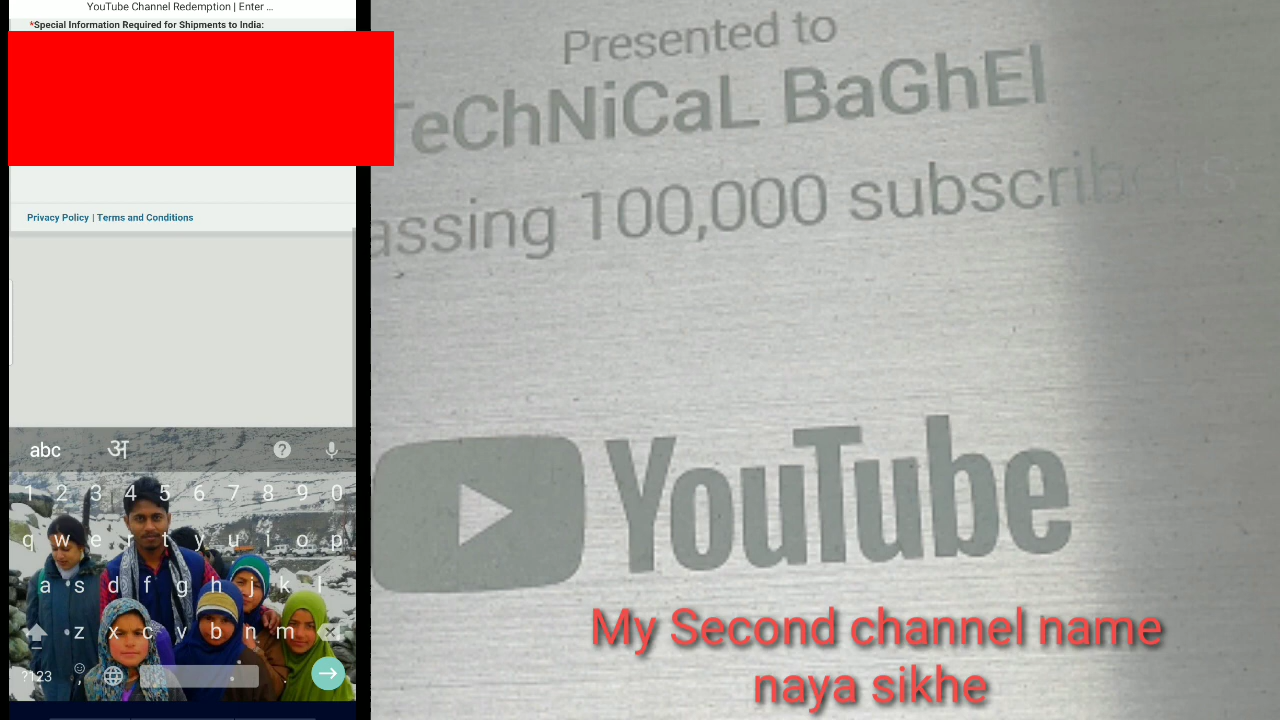 YouTube Channel Redemption | Enter ...
*Special Information Required for Shipments to India:
Privacy Policy | Terms and Conditions
abc अ
1 2 3 4 5 6 7 8 9 0
q w e r t y u i o p
a s d f g h j k l
z x c v b n m
?123 , .
Presented to
TeChNiCaL BaGhEl
assing 100,000 subscribers
YouTube
My Second channel name
naya sikhe